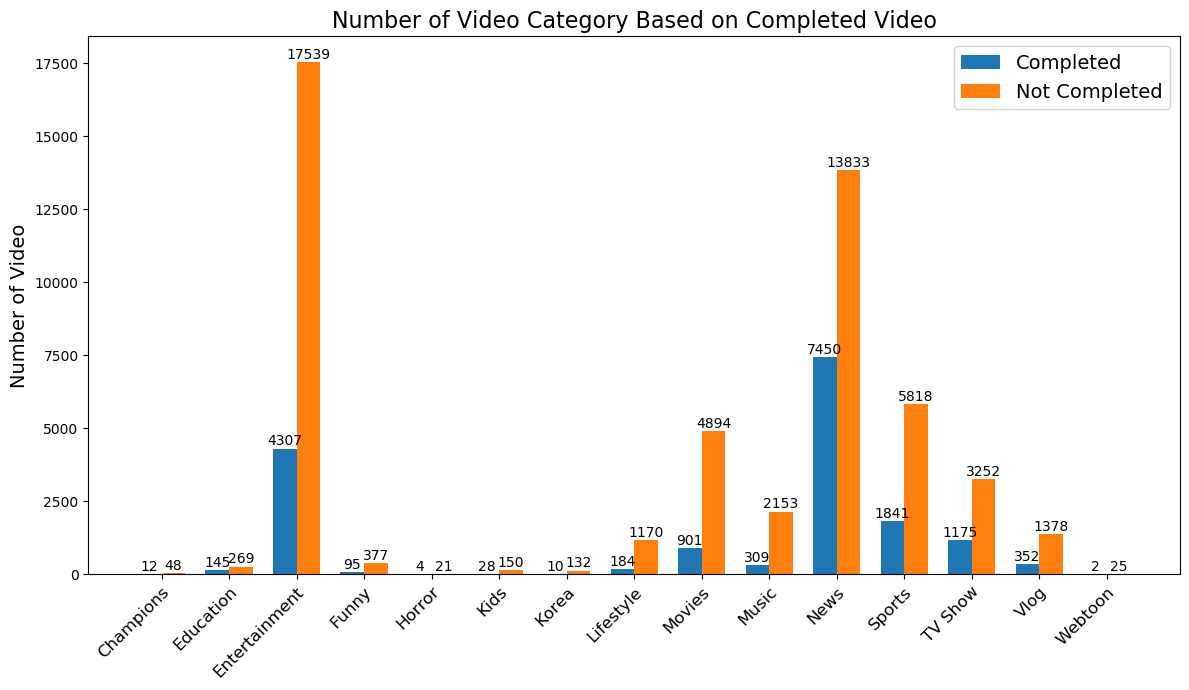 Number of Video Category Based on Completed Video
Completed
Not Completed
Number of Video
17500
15000
12500
10000
7500
5000
2500
0
12 48
145 269
4307 17539
95 377
4 21
28 150
10 132
184 1170
901 4894
309 2153
7450 13833
1841 5818
1175 3252
352 1378
2 25
Champions
Education
Entertainment
Funny
Horror
Kids
Korea
Lifestyle
Movies
Music
News
Sports
TV Show
Vlog
Webtoon